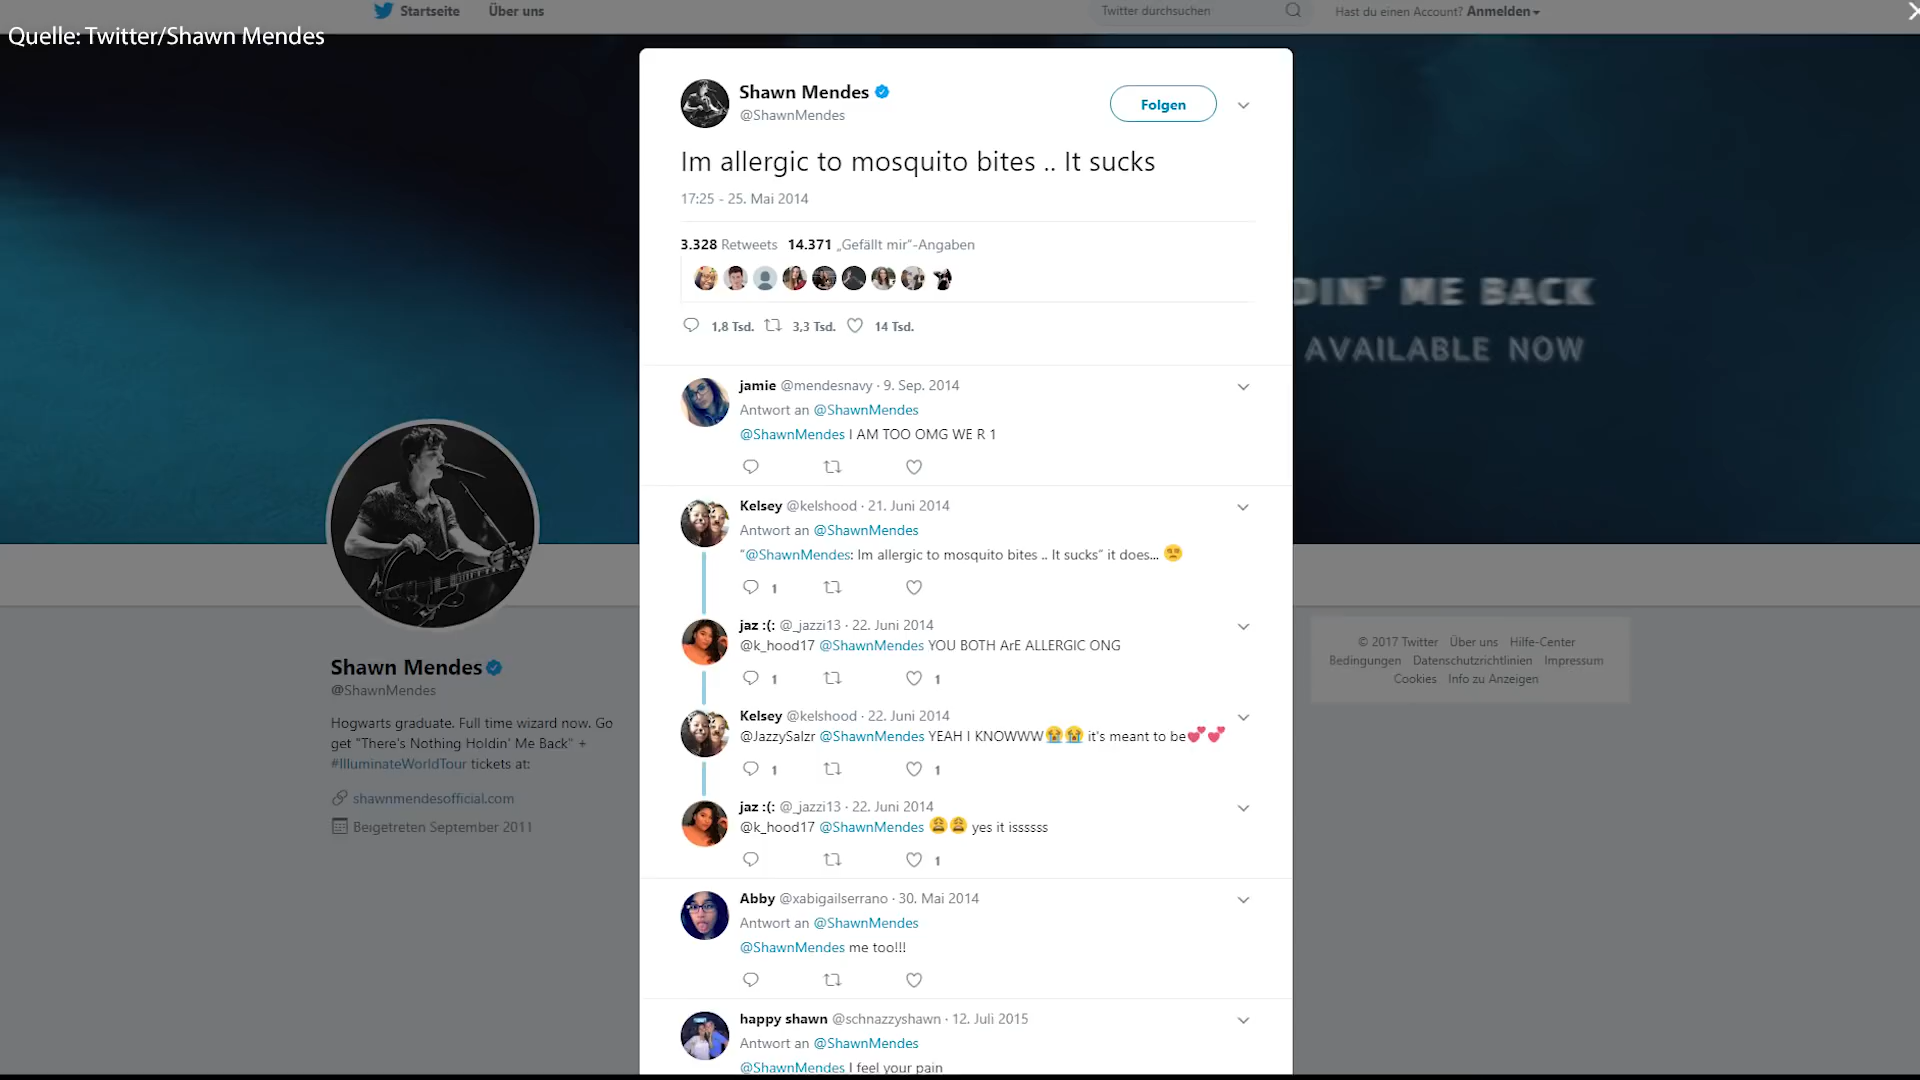 Startseite Über uns
Twitter durchsuchen
Hast du einen Account? Anmelden
Quelle: Twitter/Shawn Mendes
Shawn Mendes
@ShawnMendes
Folgen
Im allergic to mosquito bites .. It sucks
17:25 - 25. Mai 2014
3.328 Retweets 14.371 „Gefällt mir“-Angaben
1,8 Tsd. 3,3 Tsd. 14 Tsd.
DIN' ME BACK
AVAILABLE NOW
jamie @mendesnavy · 9. Sep. 2014
Antwort an @ShawnMendes
@ShawnMendes I AM TOO OMG WE R 1
Kelsey @kelshood · 21. Juni 2014
Antwort an @ShawnMendes
"@ShawnMendes: Im allergic to mosquito bites .. It sucks" it does...
1
jaz :(: @_jazzi13 · 22. Juni 2014
@k_hood17 @ShawnMendes YOU BOTH ArE ALLERGIC ONG
1 1
Kelsey @kelshood · 22. Juni 2014
@JazzySalzr @ShawnMendes YEAH I KNOWWW😭😭 it's meant to be💕💕
1 1
jaz :(: @_jazzi13 · 22. Juni 2014
@k_hood17 @ShawnMendes 😩😩 yes it issssss
1
Abby @xabigailserrano · 30. Mai 2014
Antwort an @ShawnMendes
@ShawnMendes me too!!!
happy shawn @schnazzyshawn · 12. Juli 2015
Antwort an @ShawnMendes
@ShawnMendes I feel your pain
Shawn Mendes
@ShawnMendes
Hogwarts graduate. Full time wizard now. Go
get "There's Nothing Holdin' Me Back" +
#IlluminateWorldTour tickets at:
shawnmendesofficial.com
Beigetreten September 2011
© 2017 Twitter Über uns Hilfe-Center
Bedingungen Datenschutzrichtlinien Impressum
Cookies Info zu Anzeigen